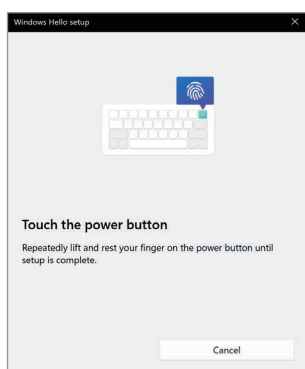 Windows Hello setup
Touch the power button
Repeatedly lift and rest your finger on the power button until
setup is complete.
Cancel